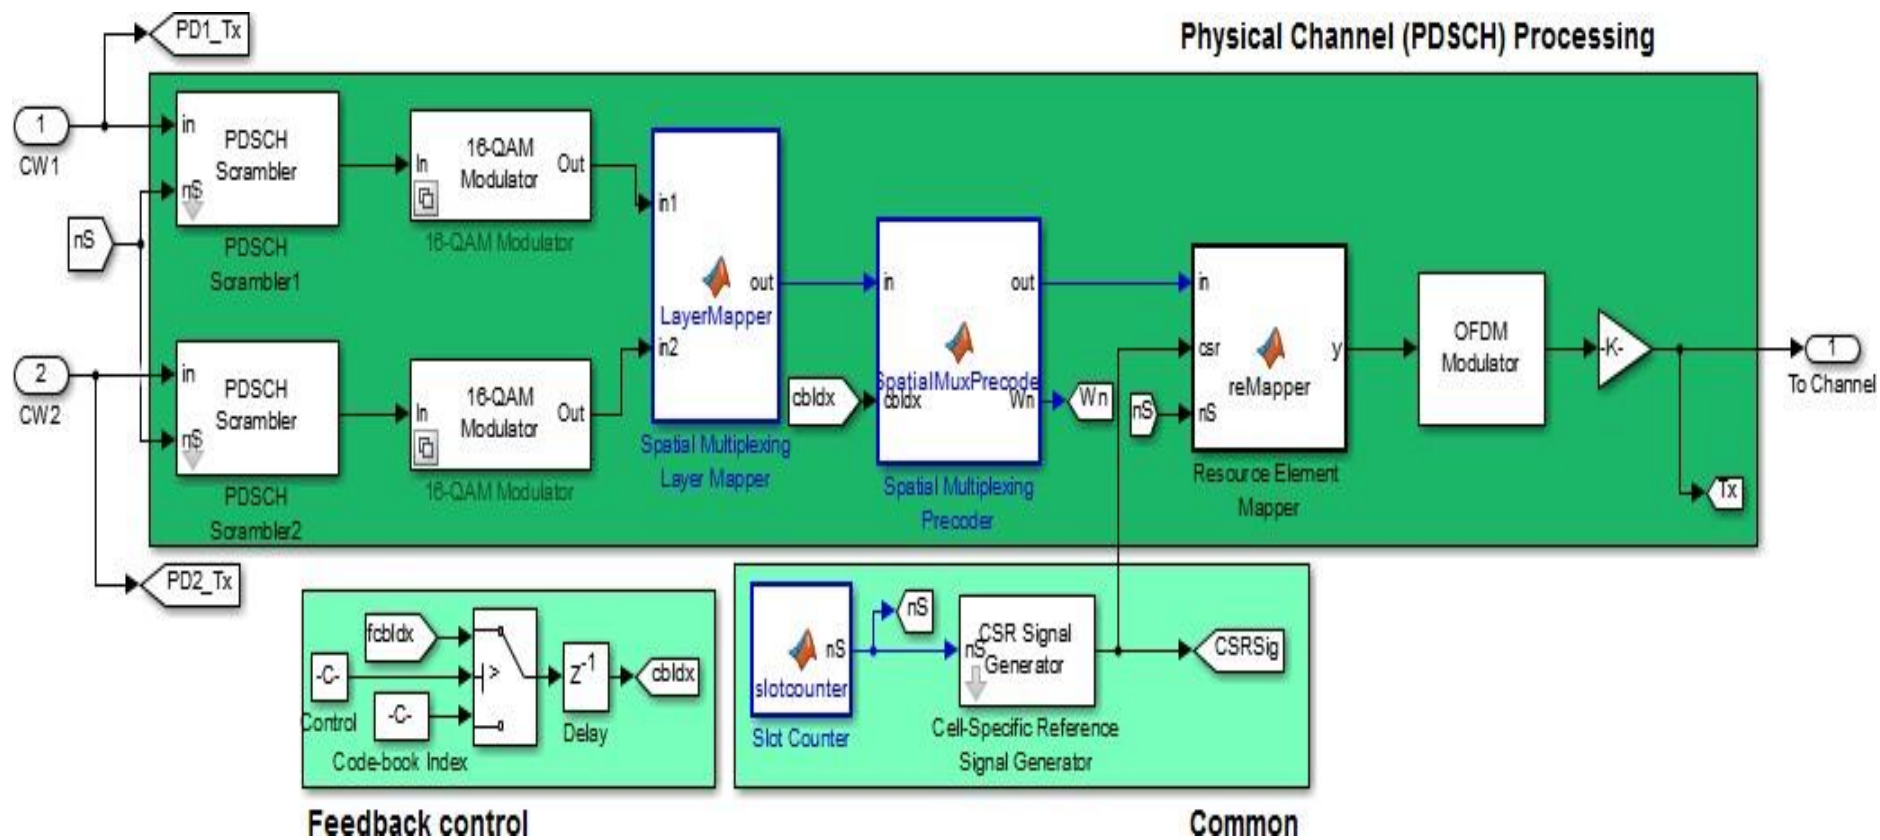 PD1_Tx
Physical Channel (PDSCH) Processing
1
CW1
in
nS
PDSCH
Scrambler
PDSCH
Scrambler1
In
16-QAM
Modulator
Out
16-QAM Modulator
nS
2
CW2
in
nS
PDSCH
Scrambler
PDSCH
Scrambler2
In
16-QAM
Modulator
Out
16-QAM Modulator
in1
in2
out
LayerMapper
Spatial Multiplexing
Layer Mapper
cbIdx
in
cbIdx
out
SpatialMuxPrecode
Wn
Spatial Multiplexing
Precoder
Wn
nS
in
csr
nS
y
reMapper
Resource Element
Mapper
OFDM
Modulator
-K-
1
To Channel
Tx
PD2_Tx
fcbIdx
-C-
Control
-C-
Code-book Index
>
Z-1
Delay
cbIdx
Feedback control
nS
slotcounter
Slot Counter
nS
nS
CSR Signal
Generator
Cell-Specific Reference
Signal Generator
CSRSig
Common